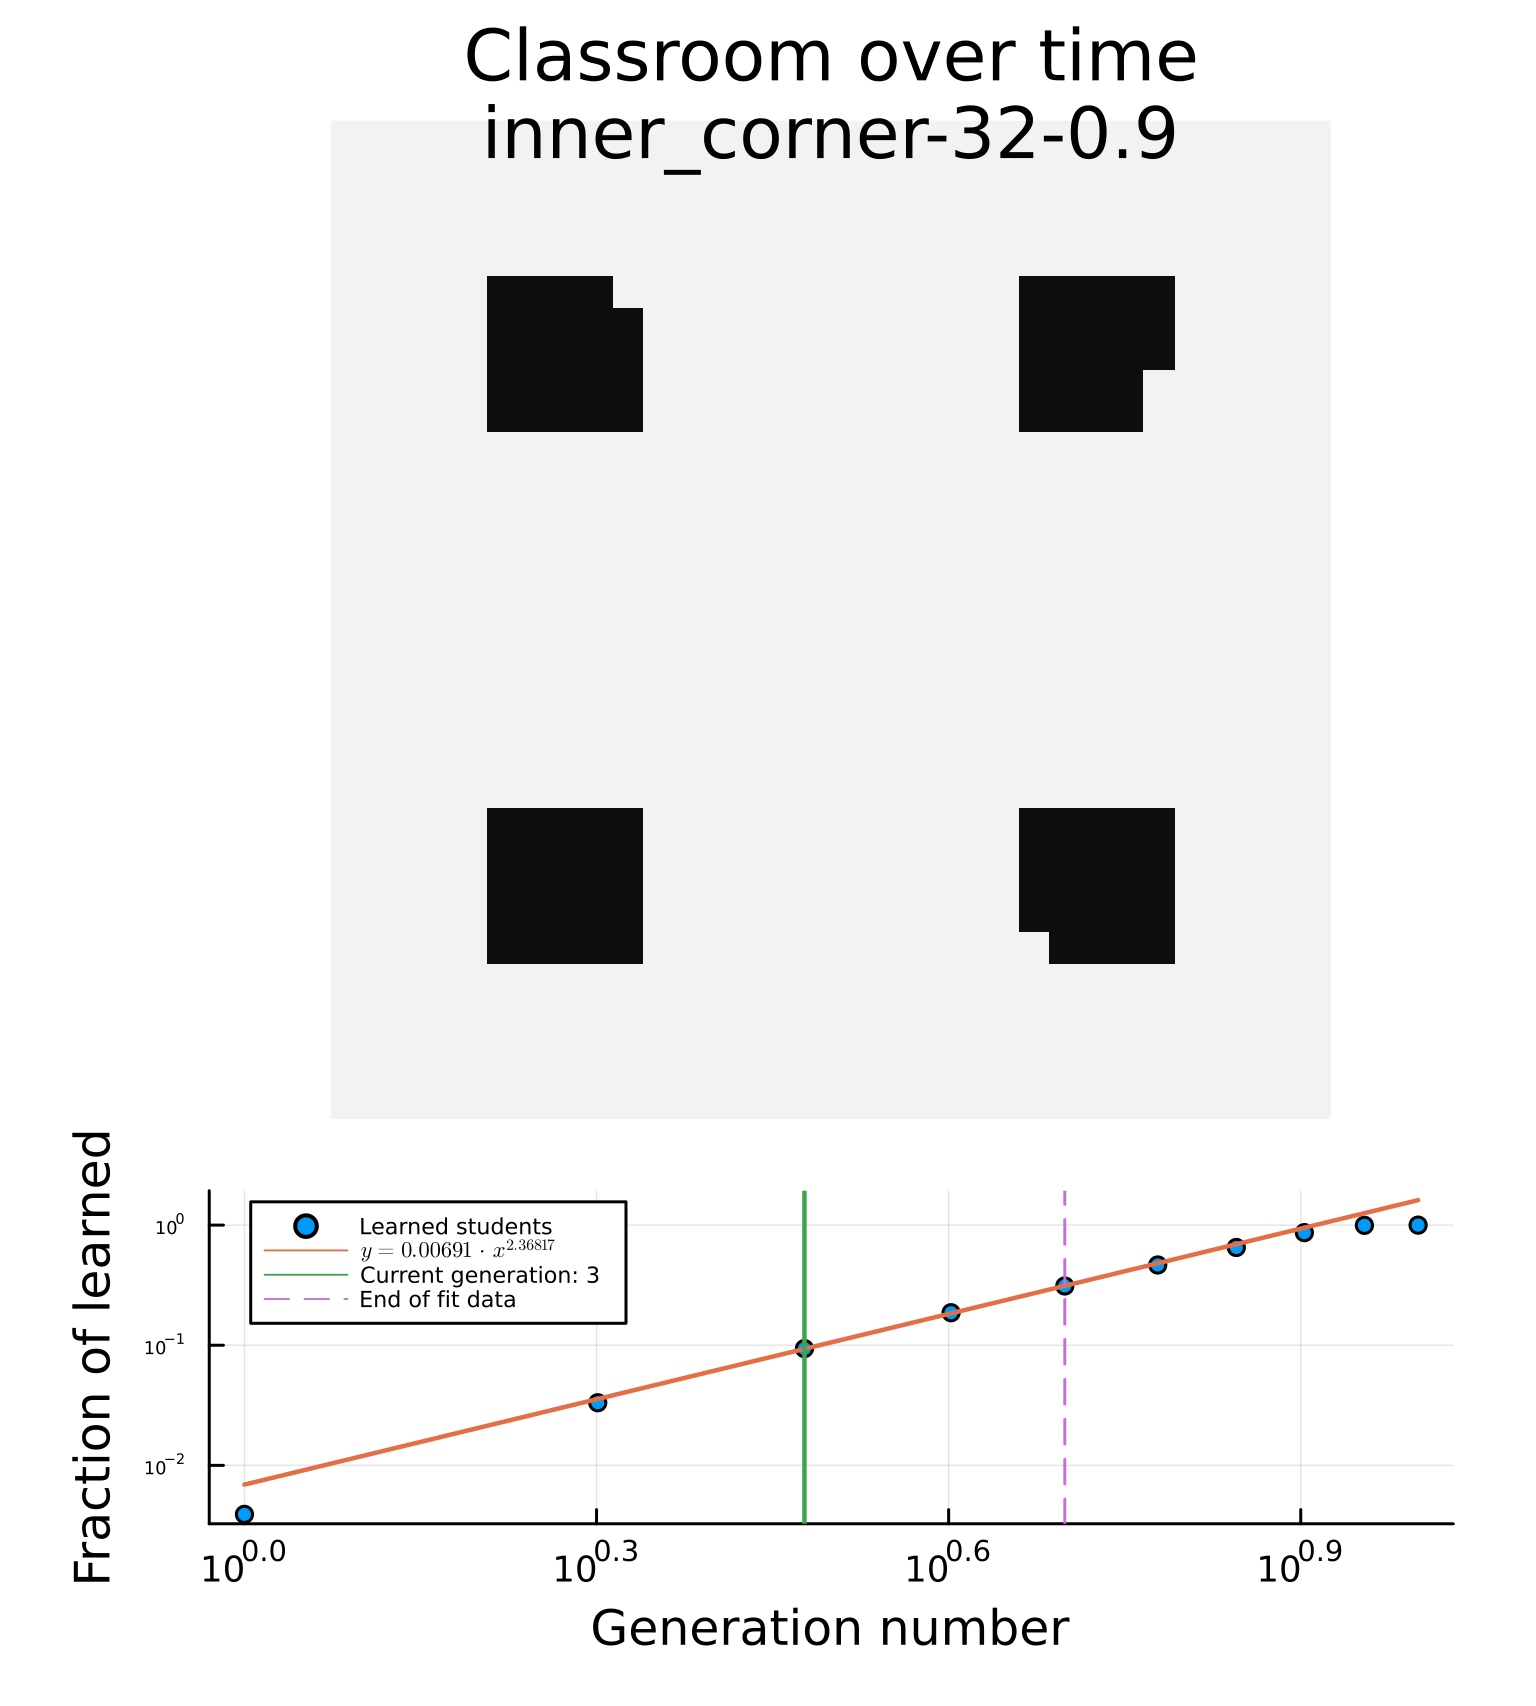 Classroom over time
inner_corner-32-0.9
Fraction of learned
10^0
10^−1
10^−2
Learned students
y = 0.00691 · x^2.36817
Current generation: 3
End of fit data
10^0.0 10^0.3 10^0.6 10^0.9
Generation number